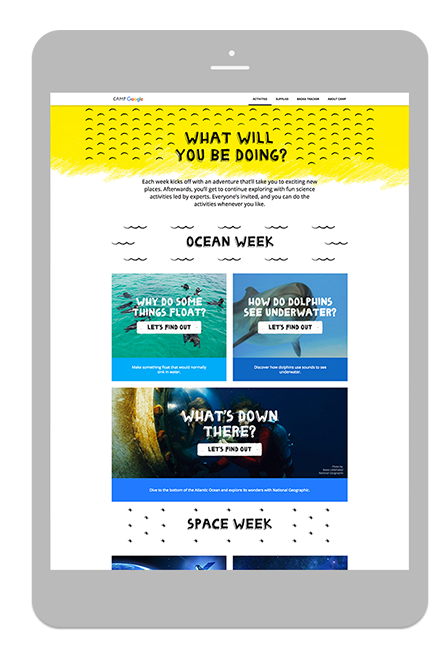 CAMP Google
ACTIVITIES SUPPLIES BADGE TRACKER ABOUT CAMP
WHAT WILL
YOU BE DOING?
Each week kicks off with an adventure that'll take you to exciting new
places. Afterwards, you'll get to continue exploring with fun science
activities led by experts. Everyone's invited, and you can do the
activities whenever you like.
OCEAN WEEK
WHY DO SOME
THINGS FLOAT?
LET'S FIND OUT
Make something float that would normally
sink in water.
HOW DO DOLPHINS
SEE UNDERWATER?
LET'S FIND OUT
Discover how dolphins use sounds to see
underwater.
WHAT'S DOWN
THERE?
LET'S FIND OUT
Photo by
National Geographic
Dive to the bottom of the Atlantic Ocean and explore its wonders with National Geographic.
SPACE WEEK